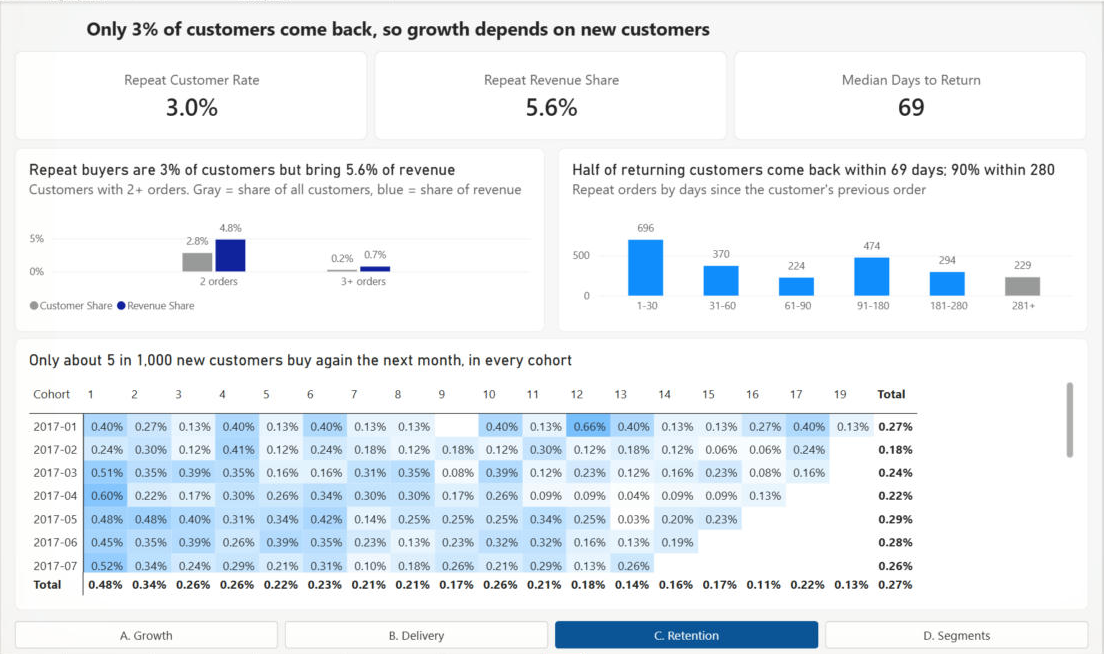 Only 3% of customers come back, so growth depends on new customers
Repeat Customer Rate
3.0%
Repeat Revenue Share
5.6%
Median Days to Return
69
Repeat buyers are 3% of customers but bring 5.6% of revenue
Customers with 2+ orders. Gray = share of all customers, blue = share of revenue
5%
0%
2.8%
4.8%
0.2%
0.7%
2 orders
3+ orders
Customer Share Revenue Share
Half of returning customers come back within 69 days; 90% within 280
Repeat orders by days since the customer's previous order
500
0
696
370
224
474
294
229
1-30 31-60 61-90 91-180 181-280 281+
Only about 5 in 1,000 new customers buy again the next month, in every cohort
Cohort 1 2 3 4 5 6 7 8 9 10 11 12 13 14 15 16 17 19 Total
2017-01 0.40% 0.27% 0.13% 0.40% 0.13% 0.40% 0.13% 0.13% 0.40% 0.13% 0.66% 0.40% 0.13% 0.13% 0.27% 0.40% 0.13% 0.27%
2017-02 0.24% 0.30% 0.12% 0.41% 0.12% 0.24% 0.18% 0.12% 0.18% 0.12% 0.30% 0.12% 0.18% 0.12% 0.06% 0.06% 0.24% 0.18%
2017-03 0.51% 0.35% 0.39% 0.35% 0.16% 0.16% 0.31% 0.35% 0.08% 0.39% 0.12% 0.23% 0.12% 0.16% 0.23% 0.08% 0.16% 0.24%
2017-04 0.60% 0.22% 0.17% 0.30% 0.26% 0.34% 0.30% 0.30% 0.17% 0.26% 0.09% 0.09% 0.04% 0.09% 0.09% 0.13% 0.22%
2017-05 0.48% 0.48% 0.40% 0.31% 0.34% 0.42% 0.14% 0.25% 0.25% 0.25% 0.34% 0.25% 0.03% 0.20% 0.23% 0.29%
2017-06 0.45% 0.35% 0.39% 0.26% 0.39% 0.35% 0.23% 0.13% 0.23% 0.32% 0.32% 0.16% 0.13% 0.19% 0.28%
2017-07 0.52% 0.34% 0.24% 0.29% 0.21% 0.31% 0.10% 0.18% 0.26% 0.21% 0.29% 0.13% 0.26% 0.26%
Total 0.48% 0.34% 0.26% 0.26% 0.22% 0.23% 0.21% 0.21% 0.17% 0.26% 0.21% 0.18% 0.14% 0.16% 0.17% 0.11% 0.22% 0.13% 0.27%
A. Growth
B. Delivery
C. Retention
D. Segments